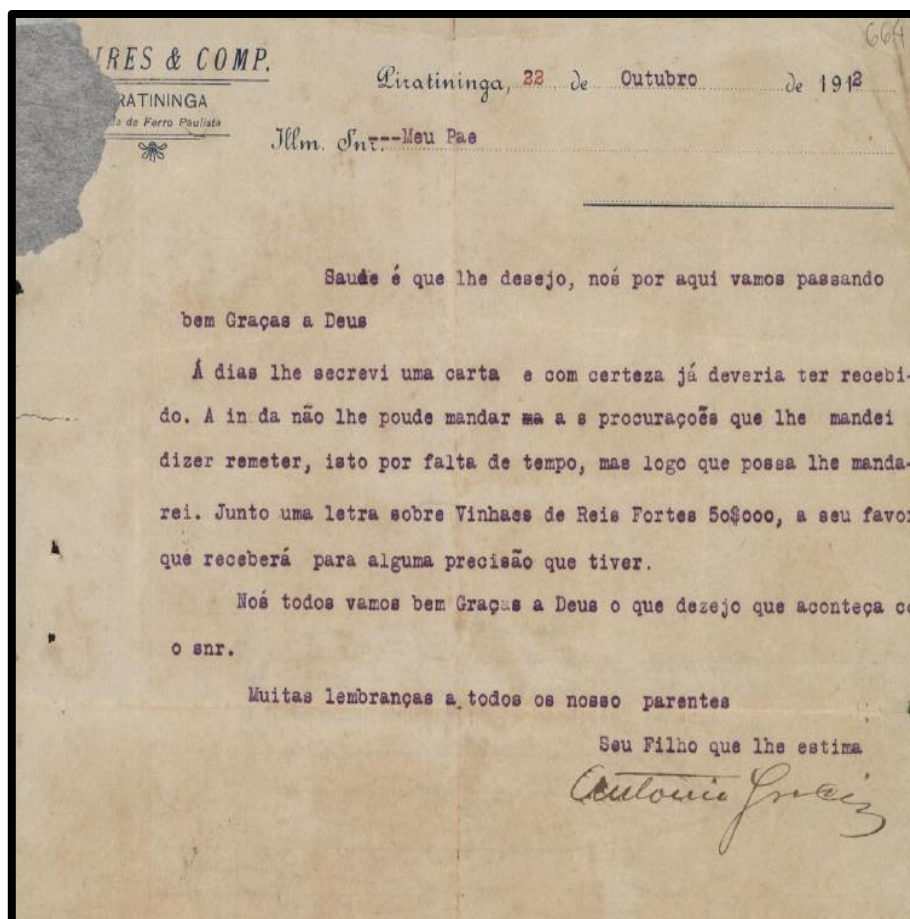 664
IRES & COMP.
RATININGA
de Ferro Paulista
Piratininga, 22 de Outubro de 1912
Illm. Snr.---Meu Pae
Saude é que lhe desejo, nos por aqui vamos passando
bem Graças a Deus
Á dias lhe secrevi uma carta e com certeza já deveria ter recebi-
do. A in da não lhe poude mandar ma a s procurações que lhe mandei
dizer remeter, isto por falta de tempo, mas logo que possa lhe manda-
rei. Junto uma letra sobre Vinhaes de Reis Fortes 50$000, a seu favor
que receberá para alguma precisão que tiver.
Nos todos vamos bem Graças a Deus o que dezejo que aconteça co
o snr.
Muitas lembranças a todos os nosso parentes
Seu Filho que lhe estima
Antonio